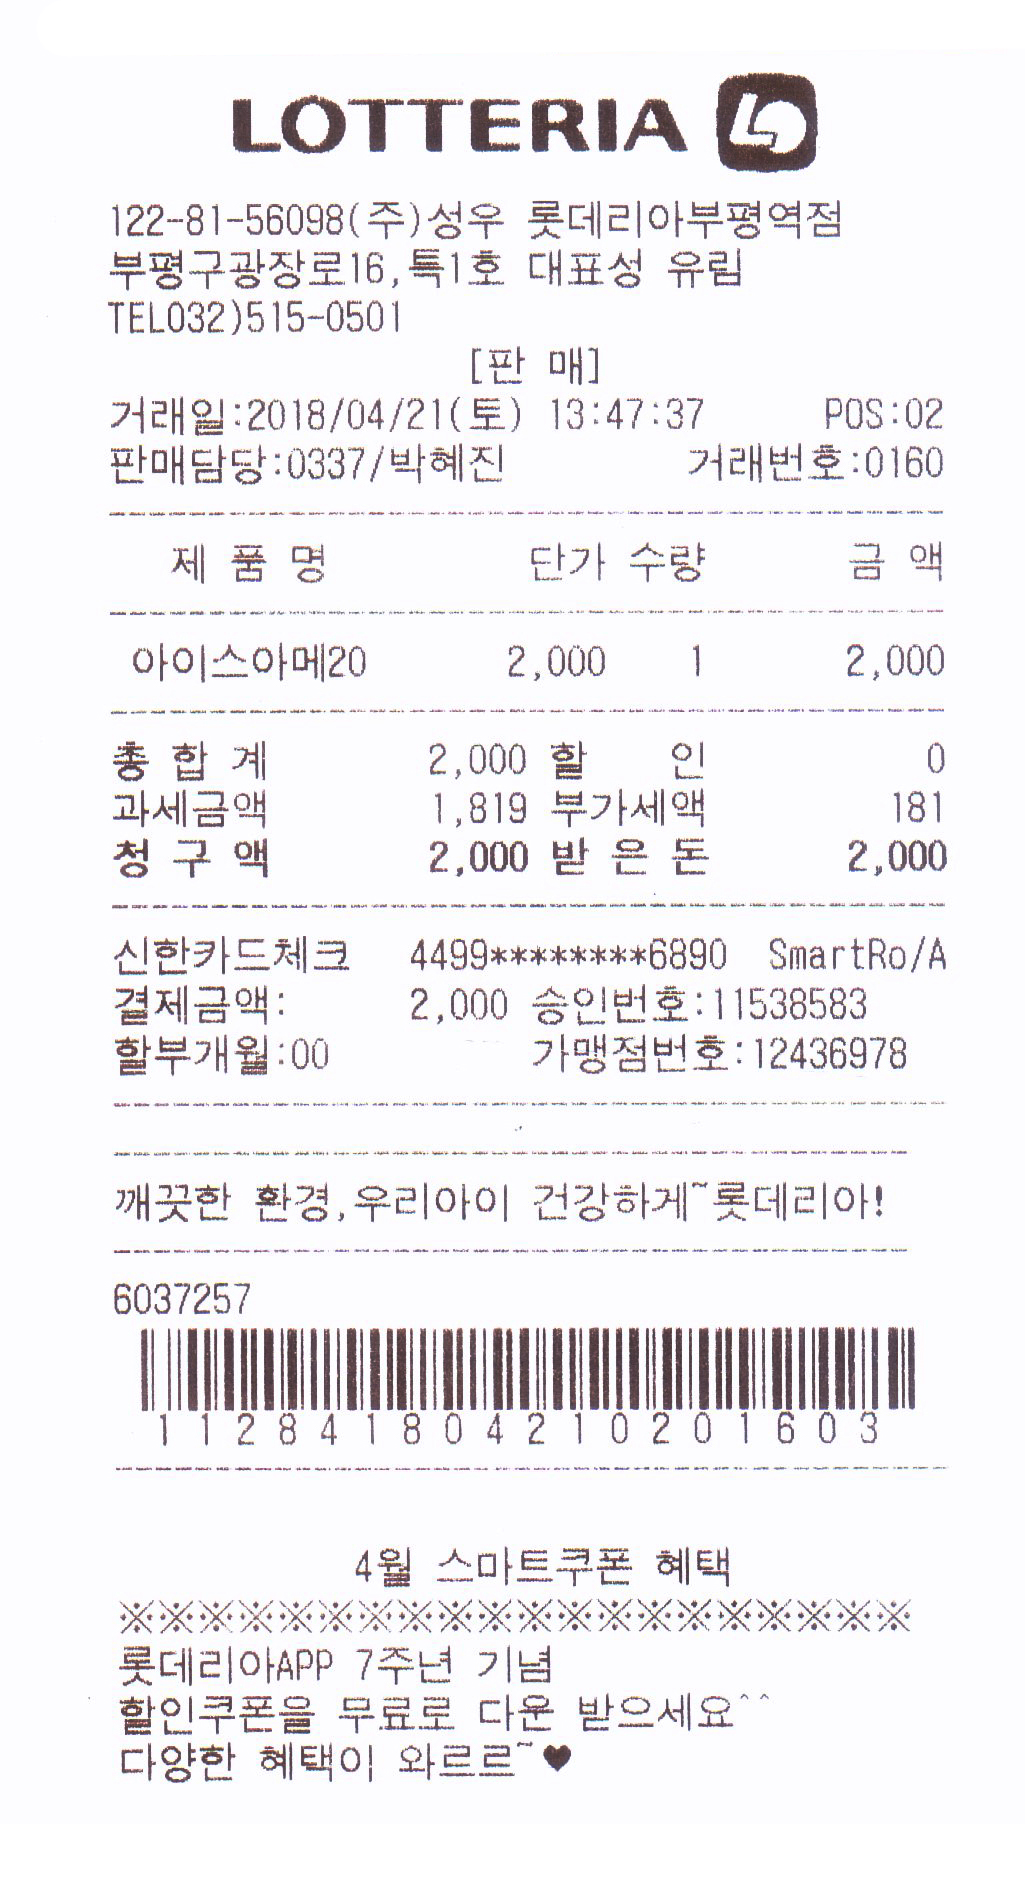 LOTTERIA
122-81-56098(주)성우 롯데리아부평역점
부평구광장로16,특1호 대표성 유림
TEL032)515-0501
[판 매]
거래일:2018/04/21(토) 13:47:37 POS:02
판매담당:0337/박혜진 거래번호:0160
제 품 명 단가 수량 금 액
아이스아메20 2,000 1 2,000
총 합 계 2,000 할 인 0
과세금액 1,819 부가세액 181
청 구 액 2,000 받 은 돈 2,000
신한카드체크 4499********6890 SmartRo/A
결제금액: 2,000 승인번호:11538583
할부개월:00 가맹점번호:12436978
깨끗한 환경,우리아이 건강하게~롯데리아!
6037257
1 1 2 8 4 1 8 0 4 2 1 0 2 0 1 6 0 3
4월 스마트쿠폰 혜택
※※※※※※※※※※※※※※※※※※※※
롯데리아APP 7주년 기념
할인쿠폰을 무료로 다운 받으세요^^
다양한 혜택이 와르르~♥